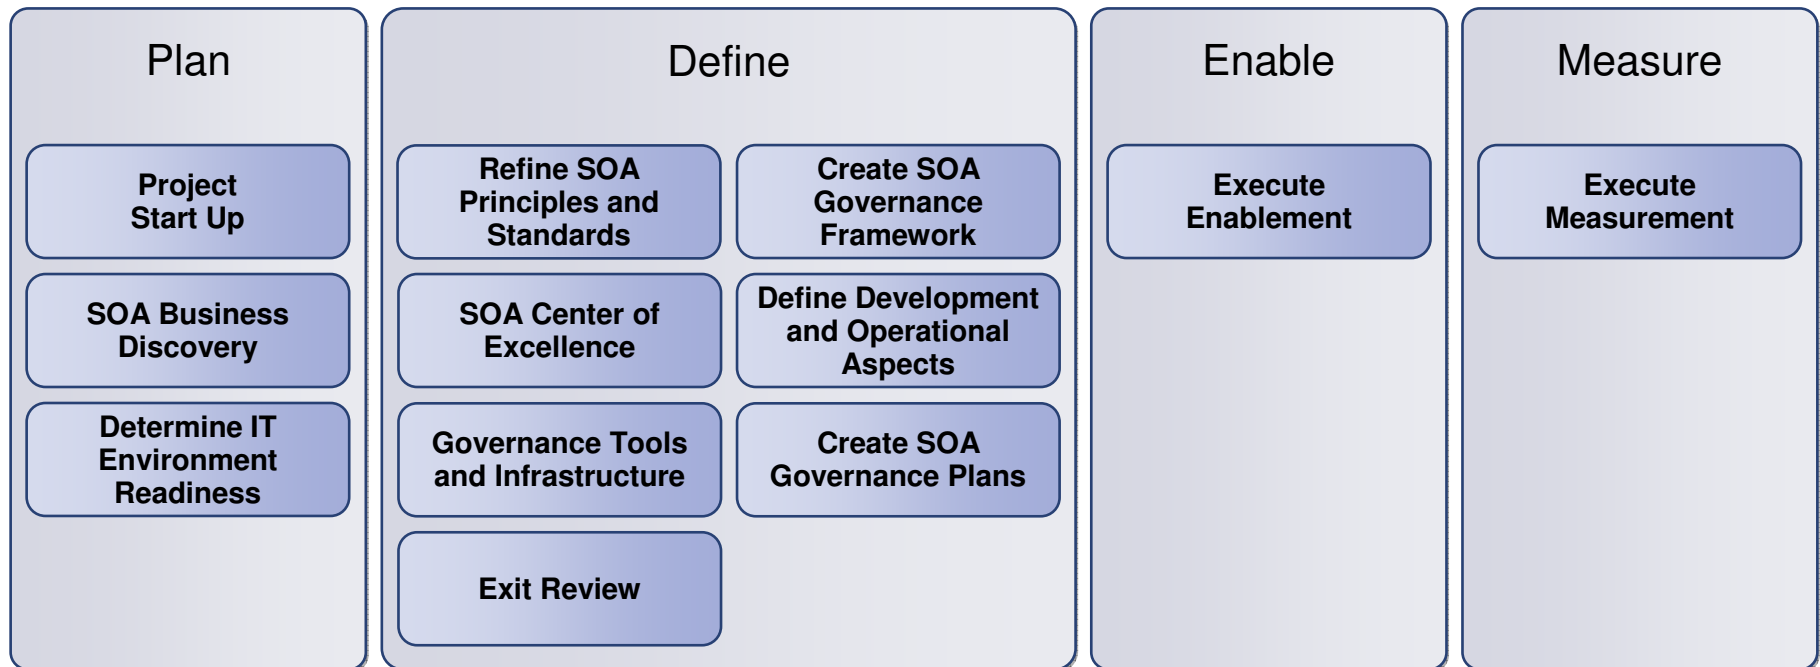 Plan
Project
Start Up
SOA Business
Discovery
Determine IT
Environment
Readiness
Define
Refine SOA
Principles and
Standards
Create SOA
Governance
Framework
SOA Center of
Excellence
Define Development
and Operational
Aspects
Governance Tools
and Infrastructure
Create SOA
Governance Plans
Exit Review
Enable
Execute
Enablement
Measure
Execute
Measurement